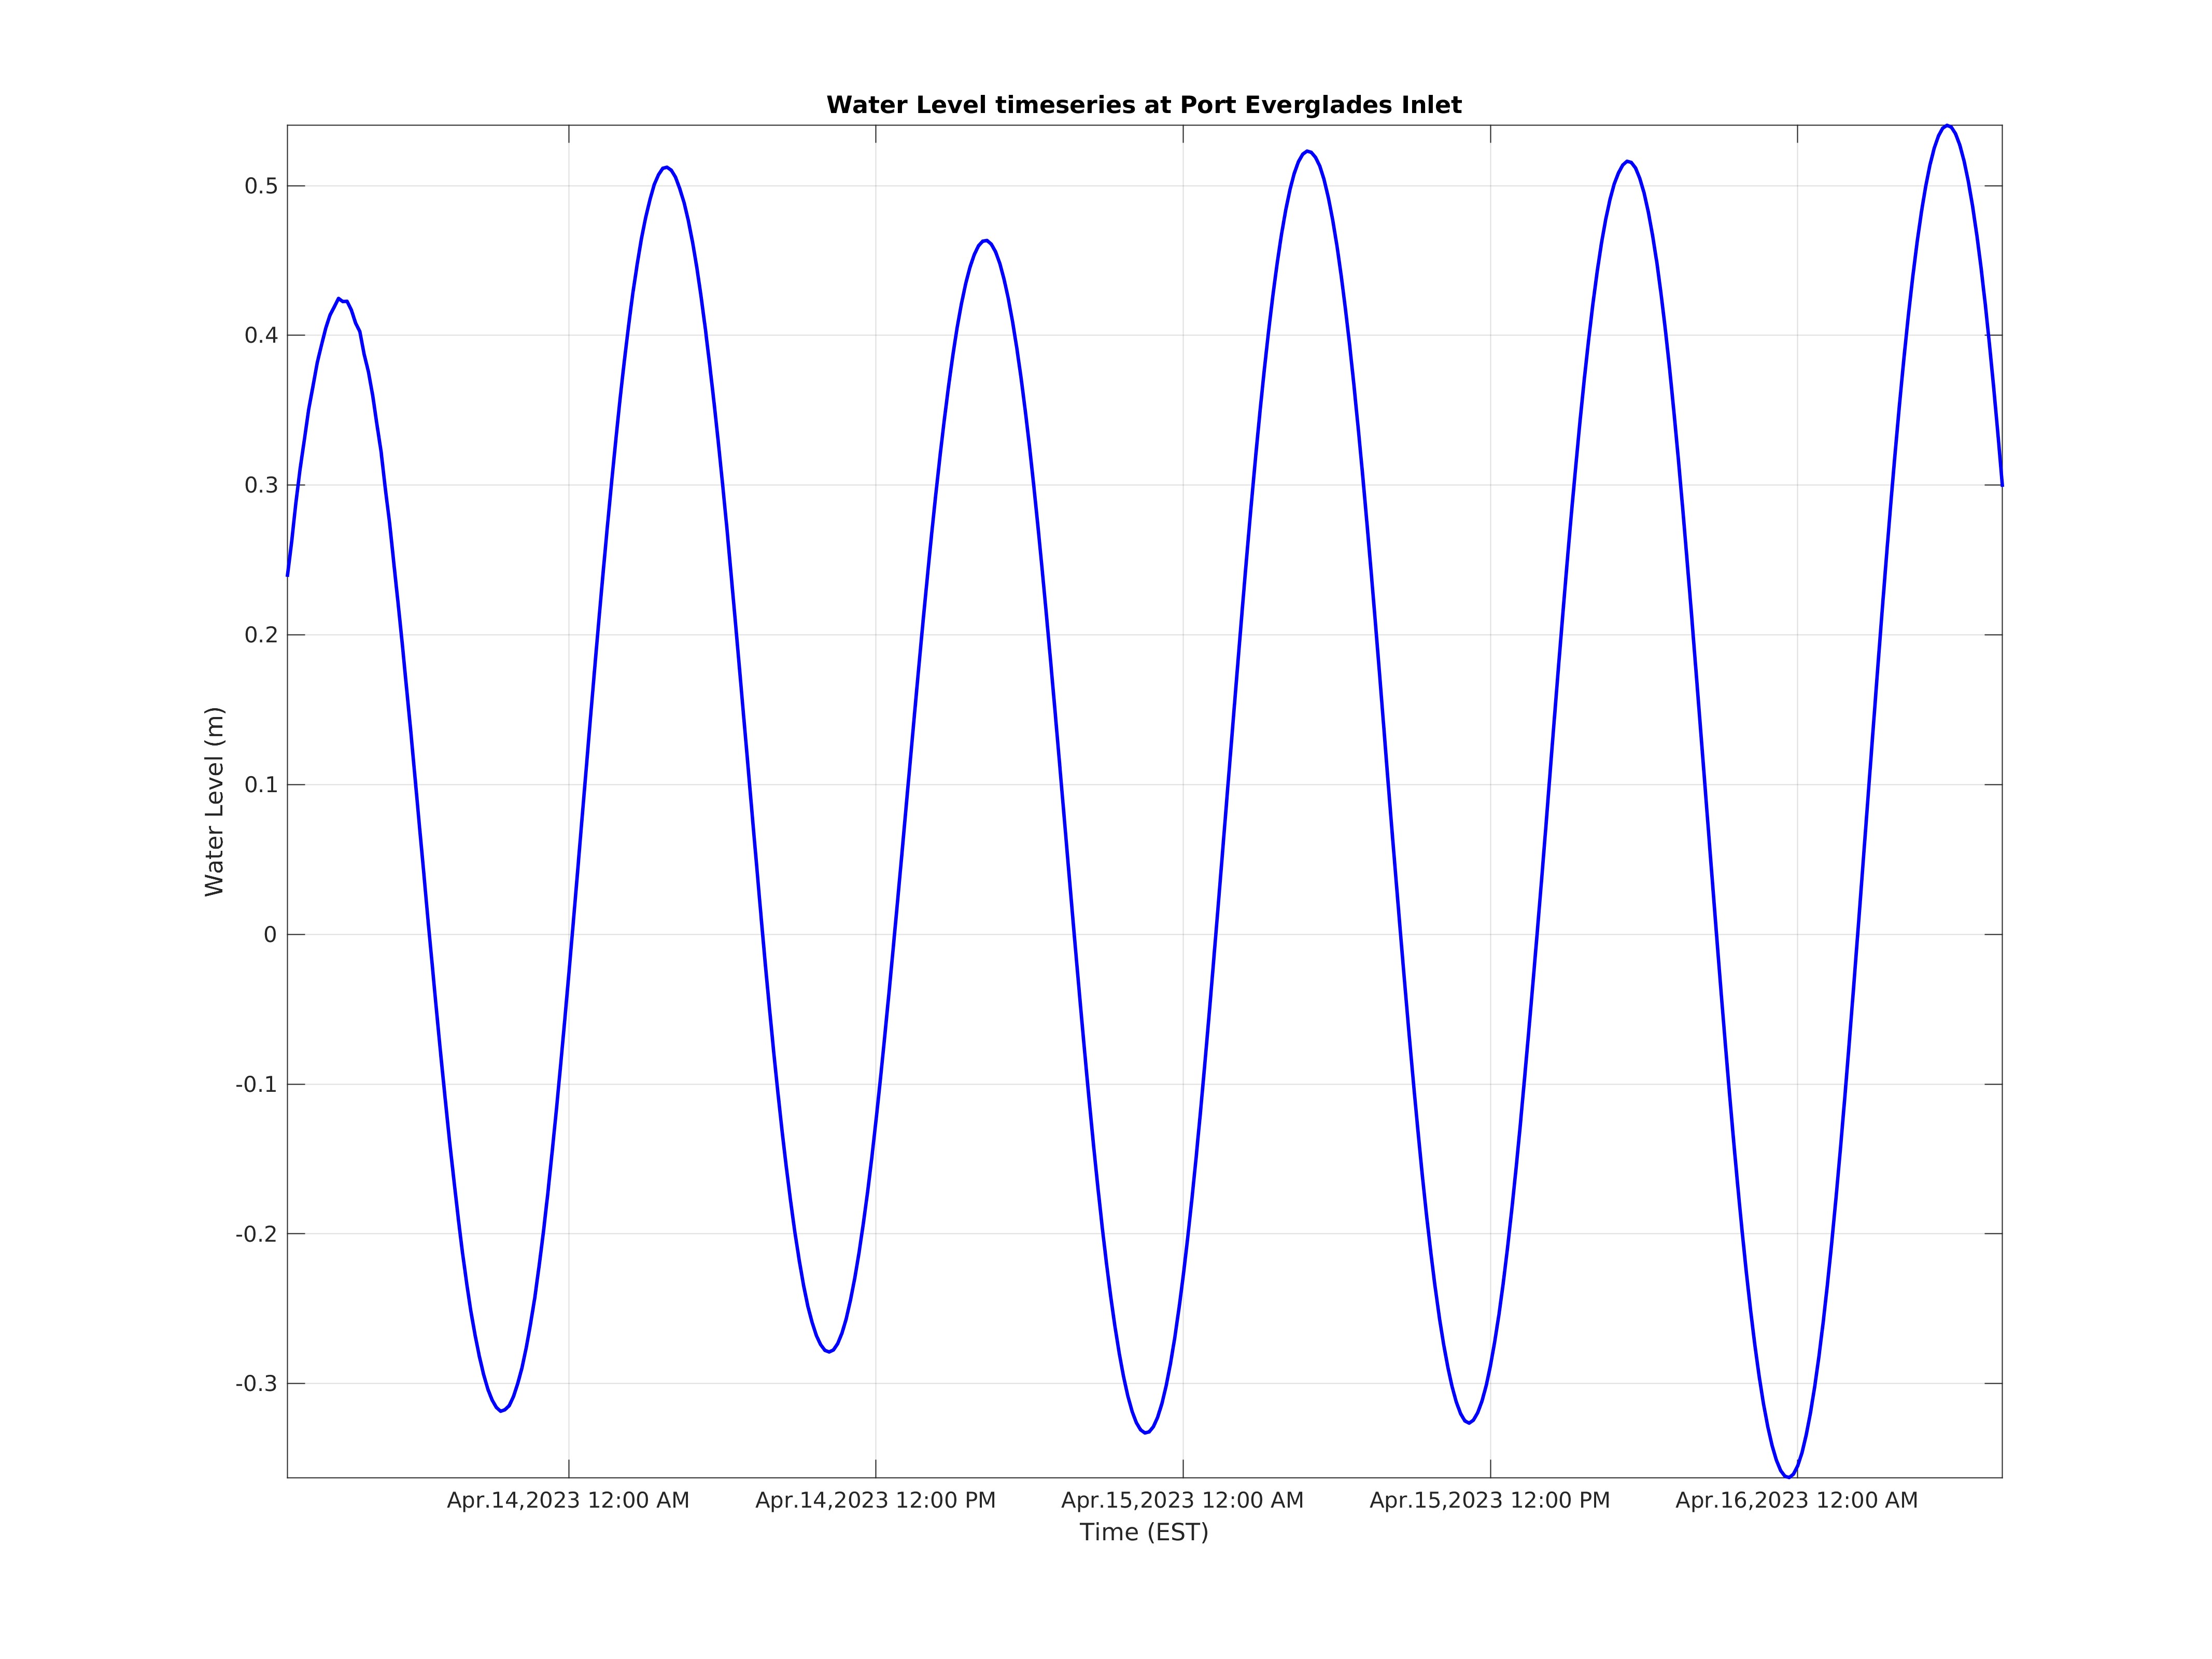 Water Level timeseries at Port Everglades Inlet
0.5
0.4
0.3
0.2
0.1
0
-0.1
-0.2
-0.3
Water Level (m)
Apr.14,2023 12:00 AM Apr.14,2023 12:00 PM Apr.15,2023 12:00 AM Apr.15,2023 12:00 PM Apr.16,2023 12:00 AM
Time (EST)